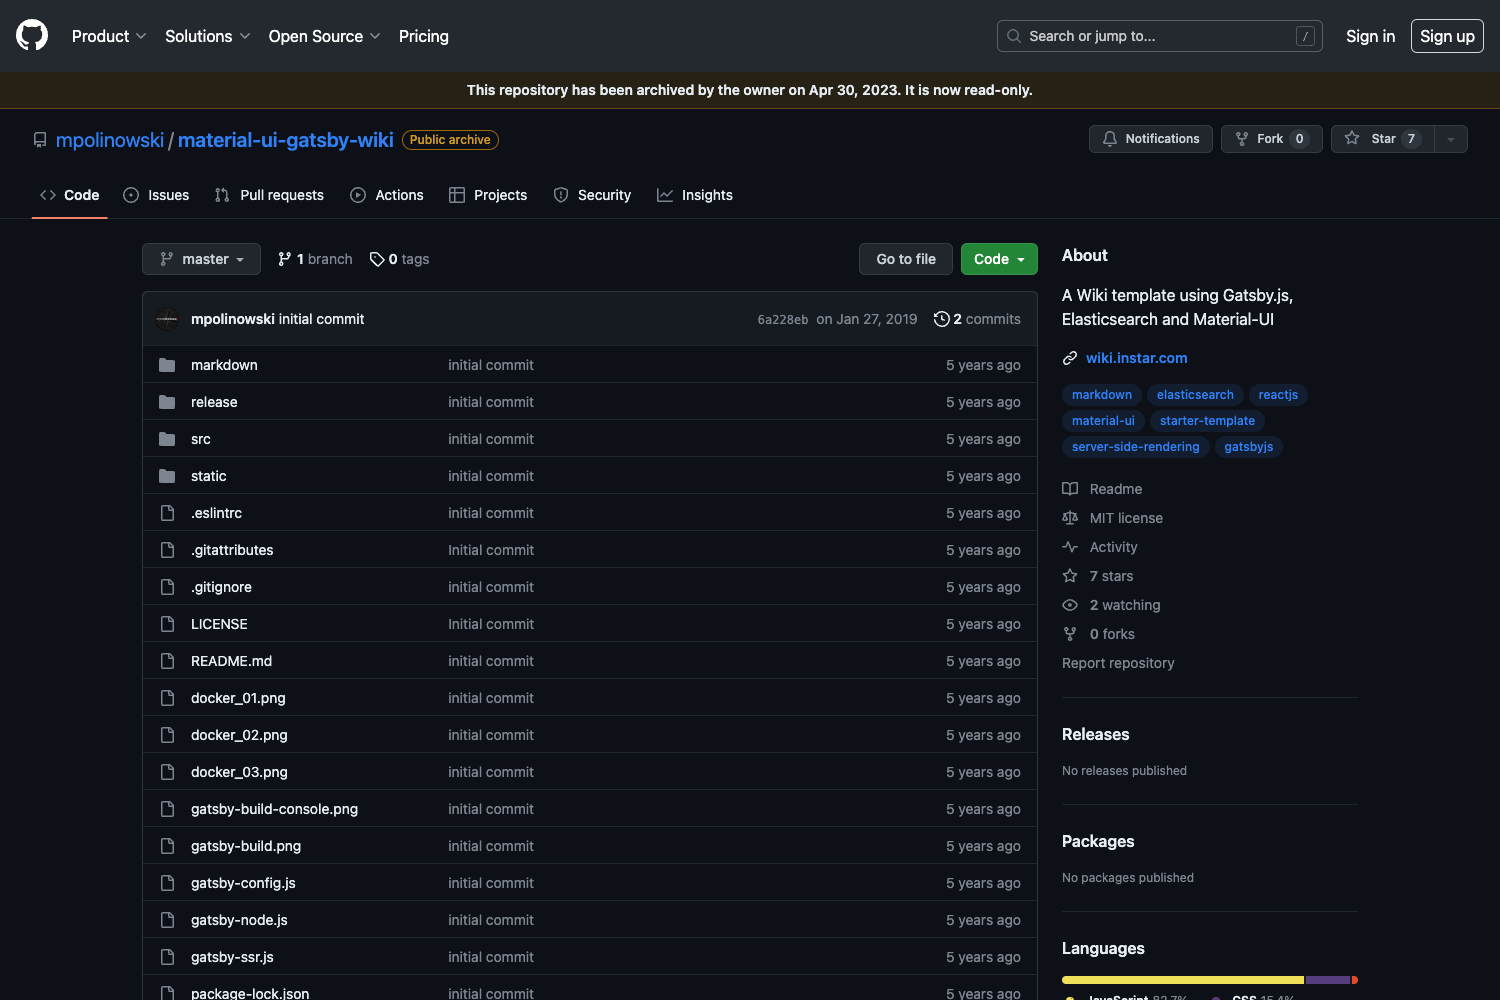 Product Solutions Open Source Pricing Search or jump to... / Sign in Sign up
This repository has been archived by the owner on Apr 30, 2023. It is now read-only.
mpolinowski / material-ui-gatsby-wiki Public archive Notifications Fork 0 Star 7
Code Issues Pull requests Actions Projects Security Insights
master 1 branch 0 tags Go to file Code
mpolinowski initial commit 6a228eb on Jan 27, 2019 2 commits
markdown initial commit 5 years ago
release initial commit 5 years ago
src initial commit 5 years ago
static initial commit 5 years ago
.eslintrc initial commit 5 years ago
.gitattributes Initial commit 5 years ago
.gitignore initial commit 5 years ago
LICENSE Initial commit 5 years ago
README.md initial commit 5 years ago
docker_01.png initial commit 5 years ago
docker_02.png initial commit 5 years ago
docker_03.png initial commit 5 years ago
gatsby-build-console.png initial commit 5 years ago
gatsby-build.png initial commit 5 years ago
gatsby-config.js initial commit 5 years ago
gatsby-node.js initial commit 5 years ago
gatsby-ssr.js initial commit 5 years ago
package-lock.json initial commit 5 years ago
About
A Wiki template using Gatsby.js,
Elasticsearch and Material-UI
wiki.instar.com
markdown elasticsearch reactjs
material-ui starter-template
server-side-rendering gatsbyjs
Readme
MIT license
Activity
7 stars
2 watching
0 forks
Report repository
Releases
No releases published
Packages
No packages published
Languages
JavaScript 82.7% CSS 15.4%